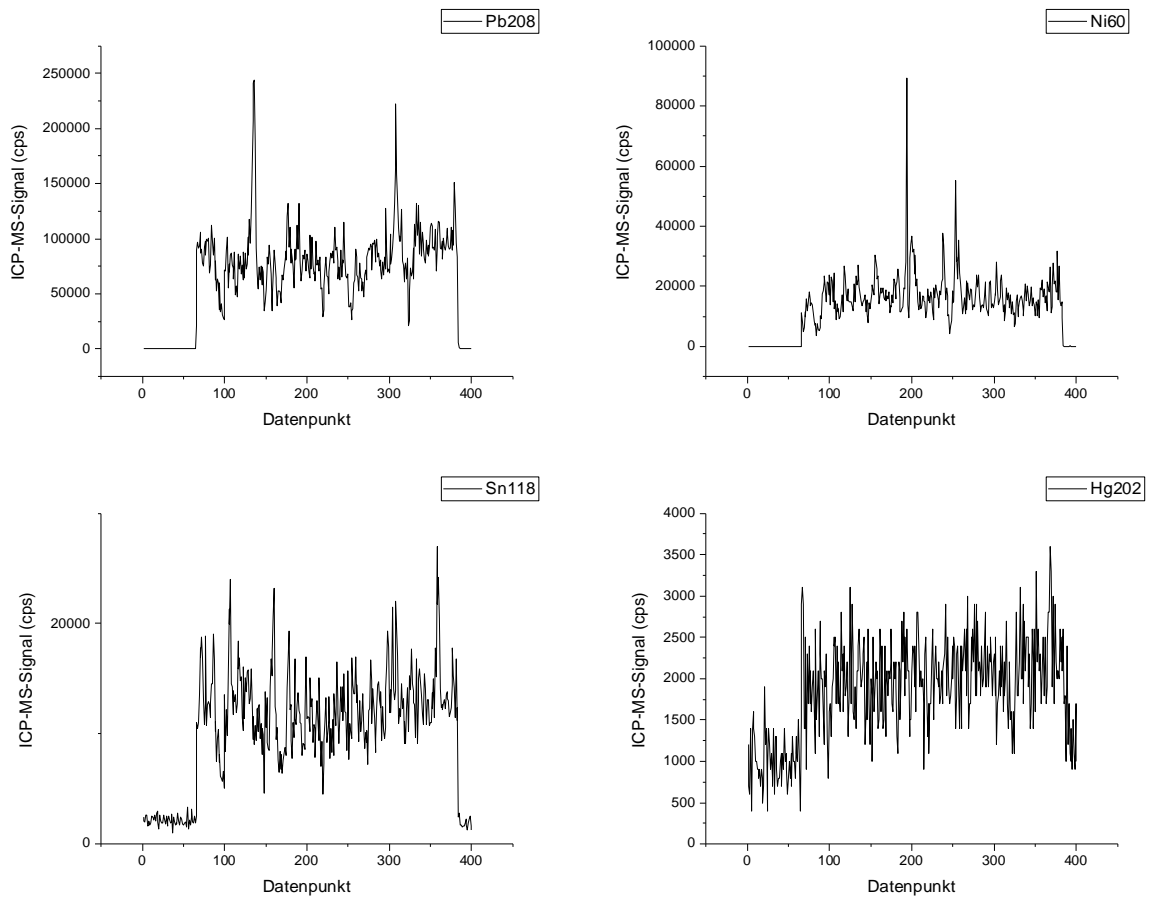 Pb208
250000
200000
150000
100000
50000
0
ICP-MS-Signal (cps)
0 100 200 300 400
Datenpunkt
Ni60
100000
80000
60000
40000
20000
0
ICP-MS-Signal (cps)
0 100 200 300 400
Datenpunkt
Sn118
20000
0
ICP-MS-Signal (cps)
0 100 200 300 400
Datenpunkt
Hg202
4000
3500
3000
2500
2000
1500
1000
500
0
ICP-MS-Signal (cps)
0 100 200 300 400
Datenpunkt